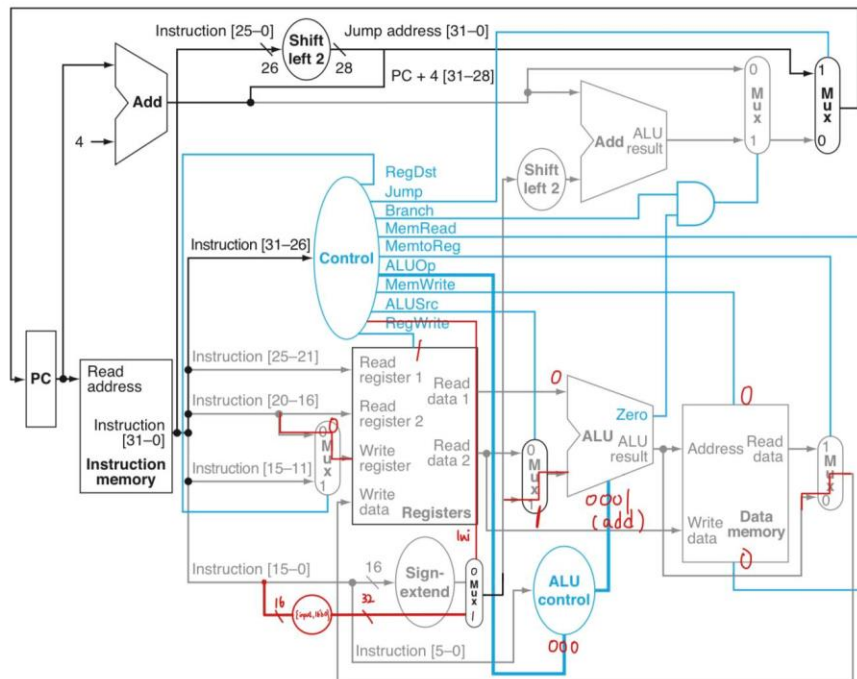 Instruction [25–0]
Shift left 2
Jump address [31–0]
26
28
PC + 4 [31–28]
Add
4
0
M u x
1
1
M u x
0
Add
ALU result
Shift left 2
RegDst
Jump
Branch
MemRead
MemtoReg
ALUOp
MemWrite
ALUSrc
RegWrite
Instruction [31–26]
Control
PC
Read address
Instruction [31–0]
Instruction memory
Instruction [25–21]
Instruction [20–16]
Instruction [15–11]
0
0
M u x
1
1
Read register 1
Read register 2
Write register
Write data
Read data 1
Read data 2
Registers
0
M u x
1
1
0
Zero
ALU
ALU result
0001
(add)
0
Address
Read data
Write data
Data memory
0
1
M u x
0
lui
Instruction [15–0]
16
Sign-extend
0
Mux
1
16
32
ALU control
000
Instruction [5–0]